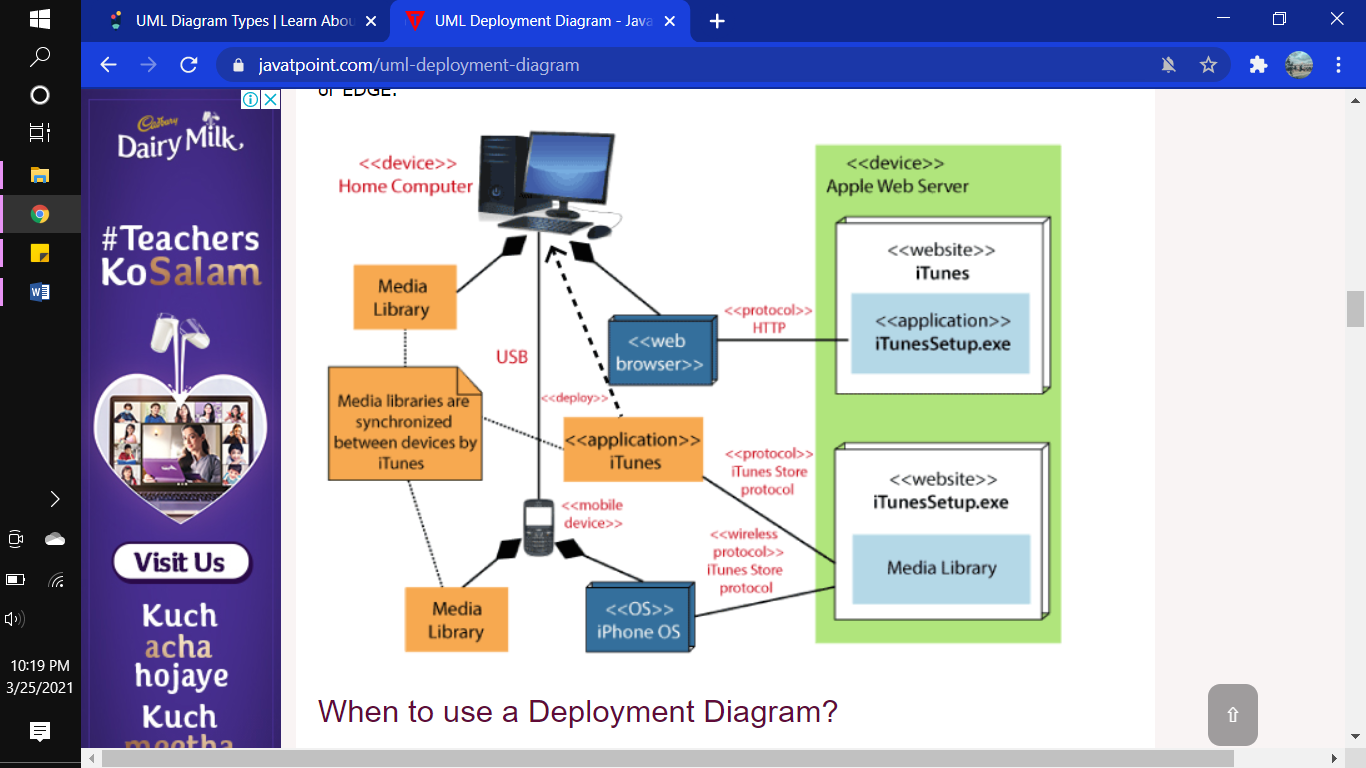 UML Diagram Types | Learn Abou
UML Deployment Diagram - Java
javatpoint.com/uml-deployment-diagram
or EDGE.
Cadbury
Dairy Milk
#Teachers
KoSalam
Visit Us
Kuch
acha
hojaye
Kuch
meetha
<<device>>
Home Computer
Media
Library
USB
Media libraries are
synchronized
between devices by
iTunes
<<web
browser>>
<<deploy>>
<<application>>
iTunes
<<mobile
device>>
Media
Library
<<OS>>
iPhone OS
<<protocol>>
HTTP
<<protocol>>
iTunes Store
protocol
<<wireless
protocol>>
iTunes Store
protocol
<<device>>
Apple Web Server
<<website>>
iTunes
<<application>>
iTunesSetup.exe
<<website>>
iTunesSetup.exe
Media Library
When to use a Deployment Diagram?
10:19 PM
3/25/2021